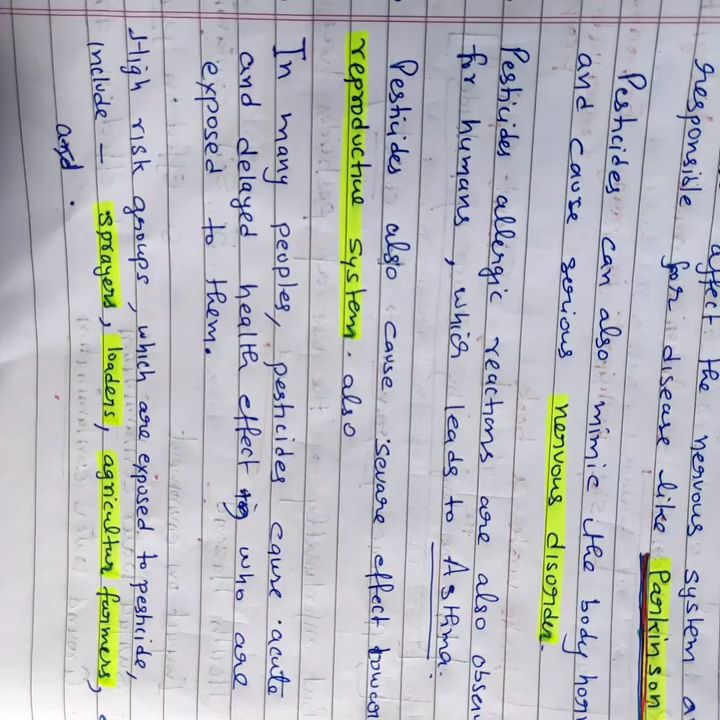 affect the nervous system a
responsible for disease like Parkinson
Pesticides can also mimic the body hor
and cause serious nervous disorder.
Pesticides allergic reactions are also obser
for humans, which leads to Asthma.
Pesticides also cause sevare effect towar
reproductive system. also
In many peoples, pesticides cause acute
and delayed health effect who are
exposed to them.
High risk groups, which are exposed to pesticide,
include - sprayers, loaders, agricultur farmers,
and.